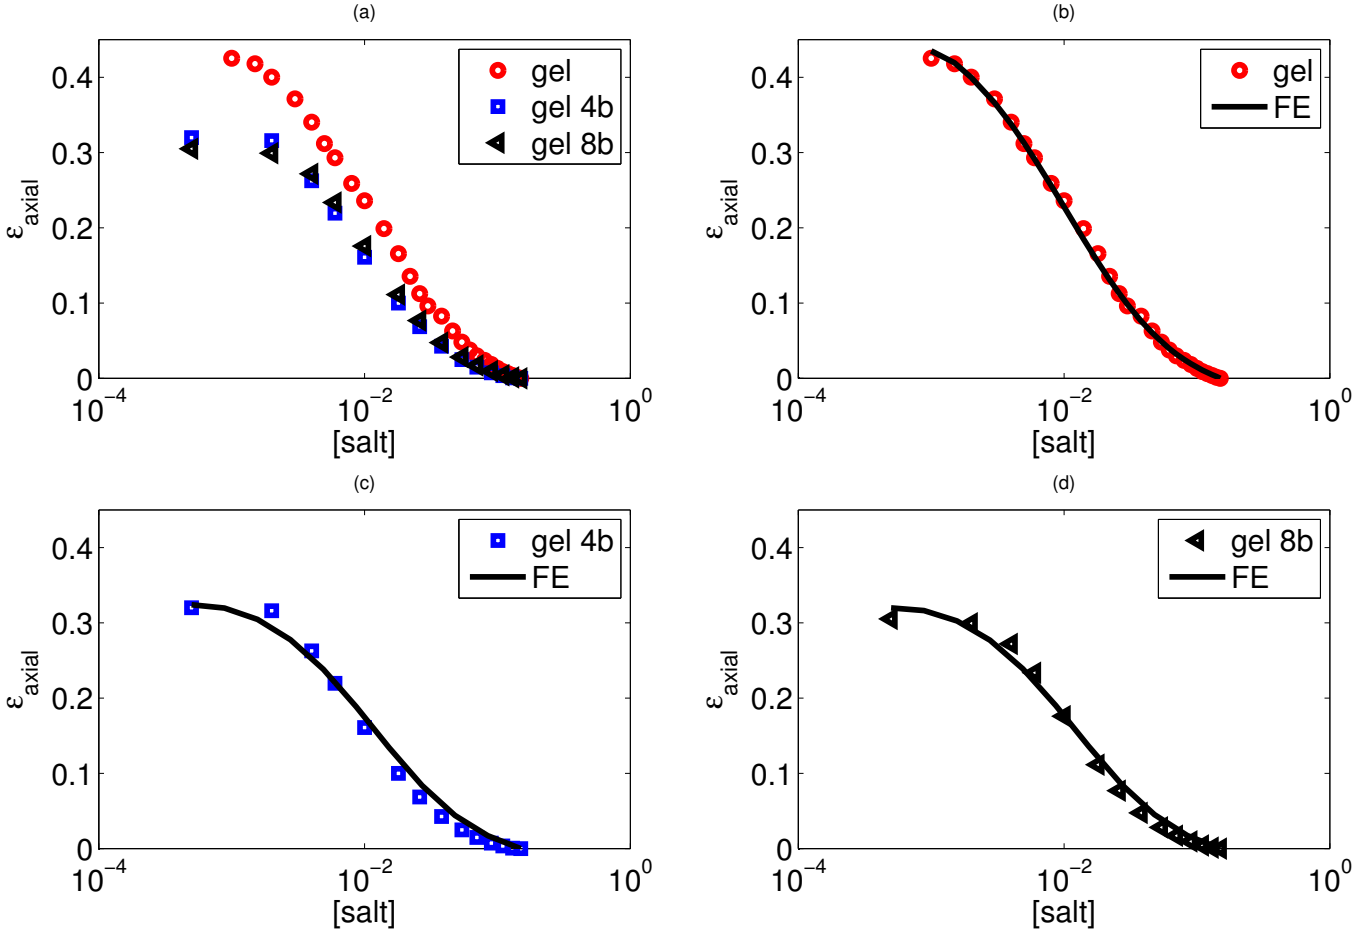 (a)
0.4
0.3
0.2
0.1
0
ε_axial
10^−4
10^−2
10^0
[salt]
gel
gel 4b
gel 8b
(b)
0.4
0.3
0.2
0.1
0
ε_axial
10^−4
10^−2
10^0
[salt]
gel
FE
(c)
0.4
0.3
0.2
0.1
0
ε_axial
10^−4
10^−2
10^0
[salt]
gel 4b
FE
(d)
0.4
0.3
0.2
0.1
0
ε_axial
10^−4
10^−2
10^0
[salt]
gel 8b
FE